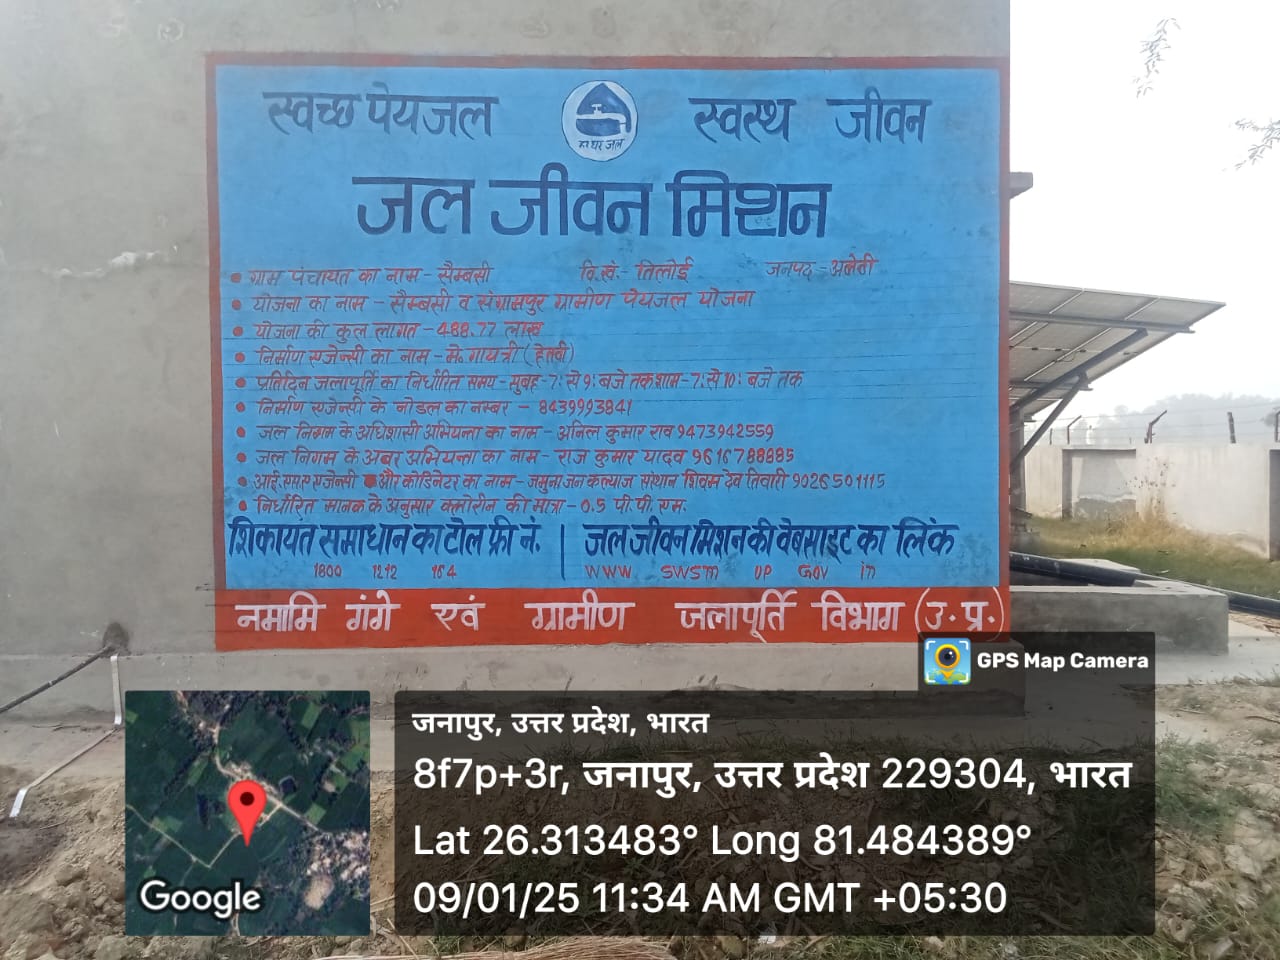 स्वच्छ पेयजल स्वस्थ जीवन
हर घर जल
जल जीवन मिशन
• ग्राम पंचायत का नाम - सैम्बसी वि.खं.- तिलोई जनपद - अमेठी
• योजना का नाम - सैम्बसी व संग्रामपुर ग्रामीण पेयजल योजना
• योजना की कुल लागत - 488.77 लाख
• निर्माण एजेन्सी का नाम - मे. गायत्री (जेवी)
• प्रतिदिन जलापूर्ति का निर्धारित समय - सुबह - 7: से 9: बजे तक शाम - 7: से 10: बजे तक
• निर्माण एजेन्सी के नोडल का नम्बर - 8439993841
• जल निगम के अधिशासी अभियन्ता का नाम - अनिल कुमार राव 9473942559
• जल निगम के अबर अभियन्ता का नाम - राज कुमार यादव 9616788885
• आई.एस.ए एजेन्सी और कोडिनेटर का नाम - जमुना जन कल्याण संस्थान शिवम देव तिवारी 9026501115
• निर्धारित मानक के अनुसार क्लोरीन की मात्रा - 0.5 पी.पी.एम.
शिकायत समाधान का टोल फ्री नं. | जल जीवन मिशन की वेबसाइट का लिंक
1800 1212 164 www swsm up Gov in
नमामि गंगे एवं ग्रामीण जलापूर्ति विभाग (उ.प्र.)
GPS Map Camera
जनापुर, उत्तर प्रदेश, भारत
8f7p+3r, जनापुर, उत्तर प्रदेश 229304, भारत
Lat 26.313483° Long 81.484389°
09/01/25 11:34 AM GMT +05:30
Google